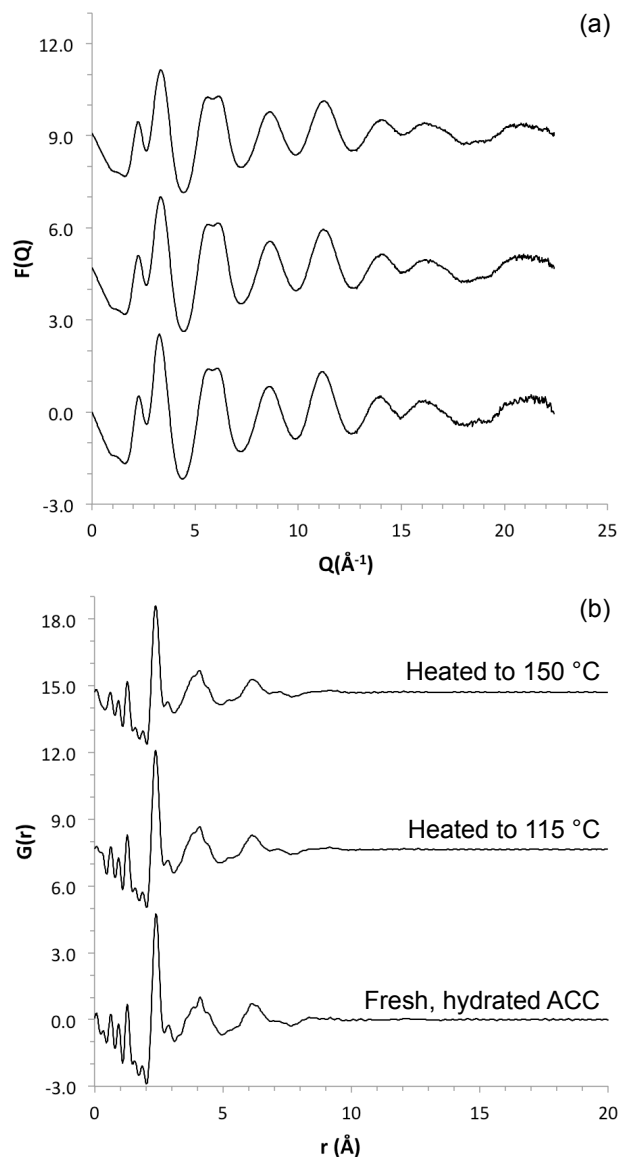 (a)
12.0
9.0
6.0
3.0
0.0
-3.0
F(Q)
0 5 10 15 20 25
Q(Å-1)
(b)
18.0
15.0
12.0
9.0
6.0
3.0
0.0
-3.0
G(r)
Heated to 150 °C
Heated to 115 °C
Fresh, hydrated ACC
0 5 10 15 20
r (Å)